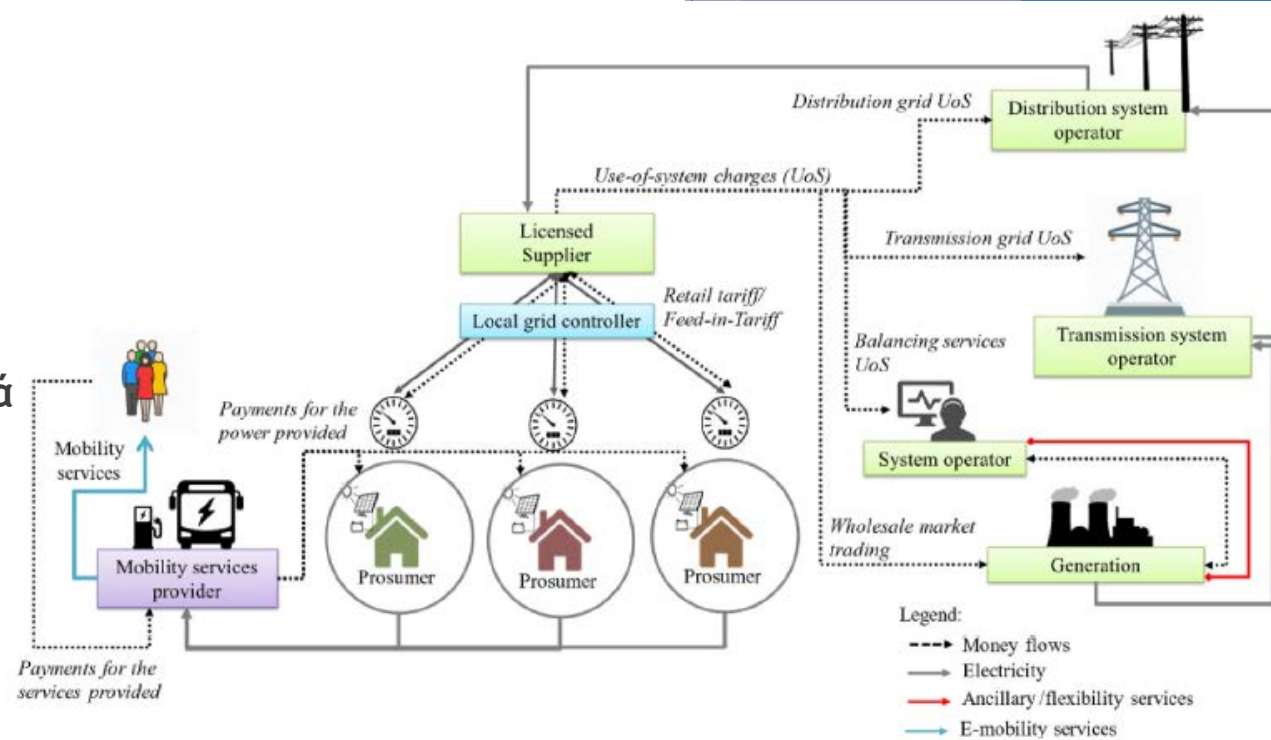 Distribution grid UoS
Distribution system
operator
Use-of-system charges (UoS)
Licensed
Supplier
Transmission grid UoS
Retail tariff/
Feed-in-Tariff
Local grid controller
Transmission system
operator
Balancing services
UoS
ά
Payments for the
power provided
Mobility
services
System operator
Wholesale market
trading
Mobility services
provider
Prosumer
Prosumer
Prosumer
Generation
Legend:
Money flows
Electricity
Ancillary/flexibility services
E-mobility services
Payments for the
services provided